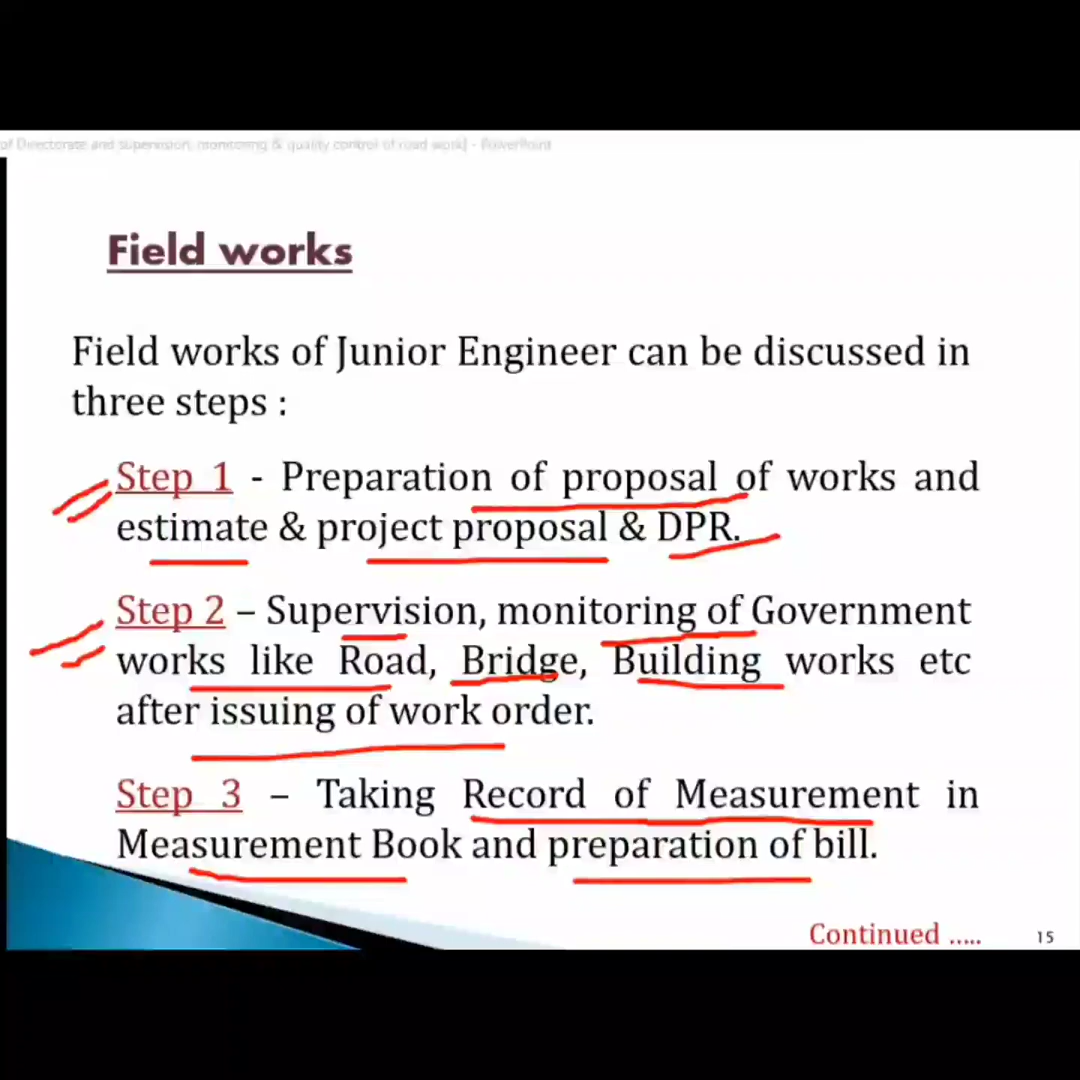 of Directorate and supervision, monitoring & quality control of road work] - PowerPoint
Field works
Field works of Junior Engineer can be discussed in
three steps :
Step 1 - Preparation of proposal of works and
estimate & project proposal & DPR.
Step 2 – Supervision, monitoring of Government
works like Road, Bridge, Building works etc
after issuing of work order.
Step 3 – Taking Record of Measurement in
Measurement Book and preparation of bill.
Continued .....
15